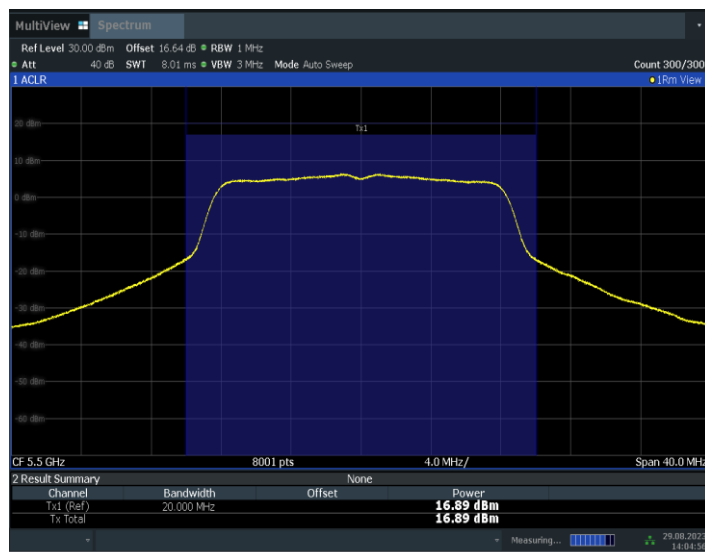 MultiView Spectrum
Ref Level 30.00 dBm Offset 16.64 dB RBW 1 MHz
Att 40 dB SWT 8.01 ms VBW 3 MHz Mode Auto Sweep Count 300/300
1 ACLR 1Rm View
20 dBm
Tx1
10 dBm
0 dBm
-10 dBm
-20 dBm
-30 dBm
-40 dBm
-50 dBm
-60 dBm
CF 5.5 GHz 8001 pts 4.0 MHz/ Span 40.0 MHz
2 Result Summary None
Channel Bandwidth Offset Power
Tx1 (Ref) 20.000 MHz 16.89 dBm
Tx Total 16.89 dBm
Measuring...
29.08.2023
14:04:56